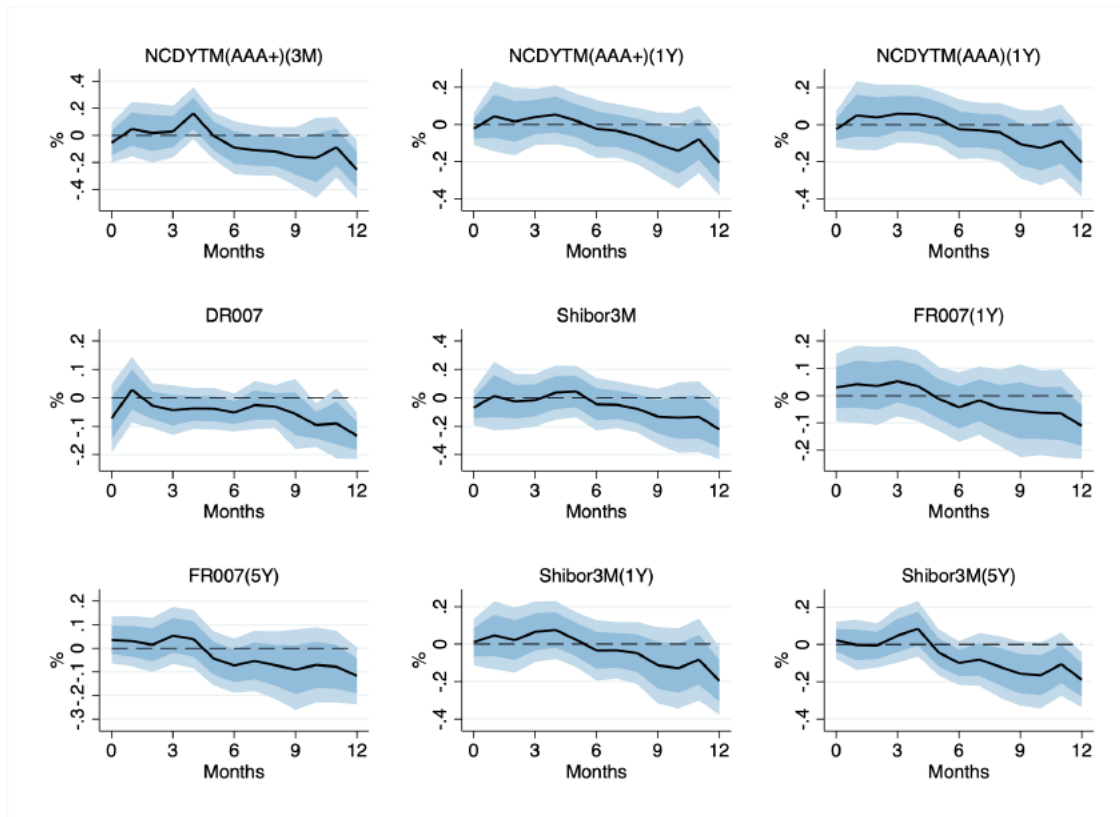 NCDYTM(AAA+)(3M) NCDYTM(AAA+)(1Y) NCDYTM(AAA)(1Y)
% .4 .2 0 -.2 -.4 % .2 0 -.2 -.4 % .2 0 -.2 -.4
0 3 6 9 12 0 3 6 9 12 0 3 6 9 12
Months Months Months
DR007 Shibor3M FR007(1Y)
% .2 .1 0 -.1 -.2 % .4 .2 0 -.2 -.4 % .2 .1 0 -.1 -.2
0 3 6 9 12 0 3 6 9 12 0 3 6 9 12
Months Months Months
FR007(5Y) Shibor3M(1Y) Shibor3M(5Y)
% .2 .1 0 -.1 -.2 -.3 % .2 0 -.2 -.4 % .2 0 -.2 -.4
0 3 6 9 12 0 3 6 9 12 0 3 6 9 12
Months Months Months